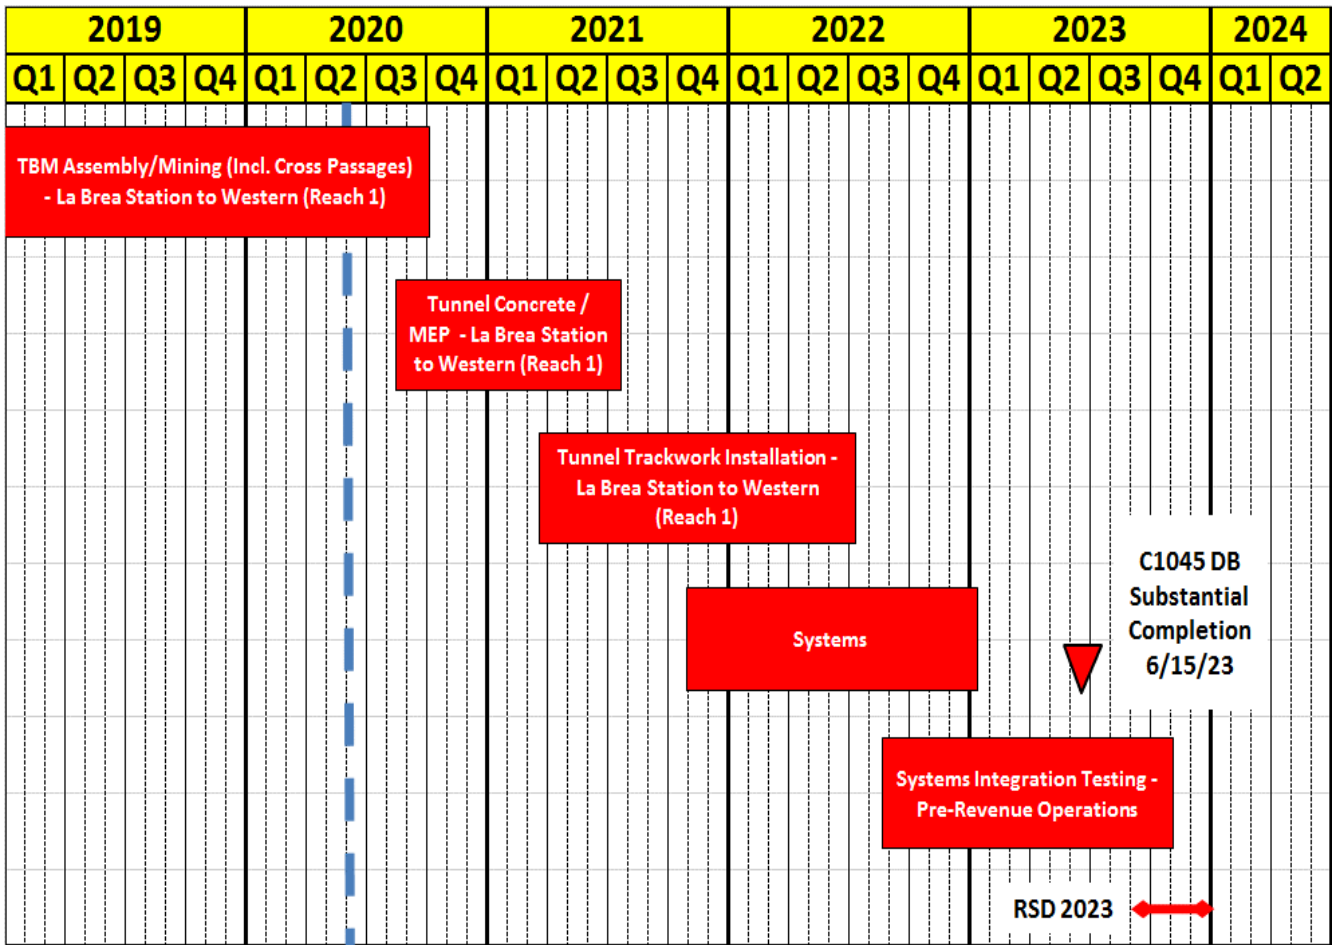 2019 2020 2021 2022 2023 2024
Q1 Q2 Q3 Q4 Q1 Q2 Q3 Q4 Q1 Q2 Q3 Q4 Q1 Q2 Q3 Q4 Q1 Q2 Q3 Q4 Q1 Q2
TBM Assembly/Mining (Incl. Cross Passages)
- La Brea Station to Western (Reach 1)
Tunnel Concrete /
MEP - La Brea Station
to Western (Reach 1)
Tunnel Trackwork Installation -
La Brea Station to Western
(Reach 1)
C1045 DB
Substantial
Completion
6/15/23
Systems
Systems Integration Testing -
Pre-Revenue Operations
RSD 2023